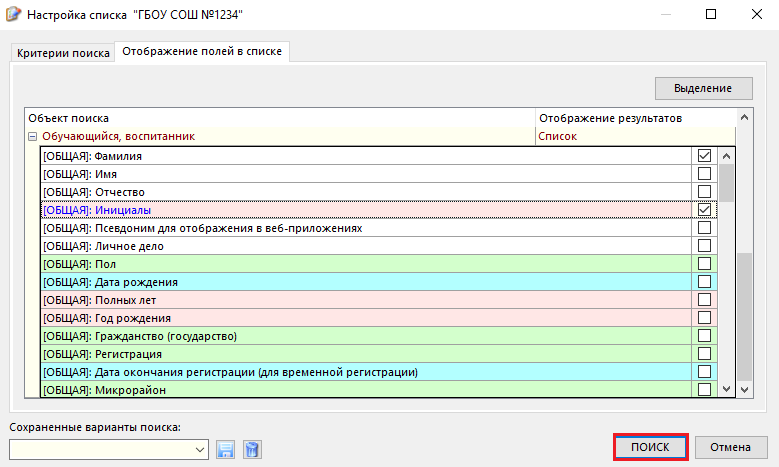 Настройка списка "ГБОУ СОШ №1234"
Критерии поиска Отображение полей в списке
Выделение
Объект поиска Отображение результатов
Обучающийся, воспитанник Список
[ОБЩАЯ]: Фамилия
[ОБЩАЯ]: Имя
[ОБЩАЯ]: Отчество
[ОБЩАЯ]: Инициалы
[ОБЩАЯ]: Псевдоним для отображения в веб-приложениях
[ОБЩАЯ]: Личное дело
[ОБЩАЯ]: Пол
[ОБЩАЯ]: Дата рождения
[ОБЩАЯ]: Полных лет
[ОБЩАЯ]: Год рождения
[ОБЩАЯ]: Гражданство (государство)
[ОБЩАЯ]: Регистрация
[ОБЩАЯ]: Дата окончания регистрации (для временной регистрации)
[ОБЩАЯ]: Микрорайон
Сохраненные варианты поиска:
ПОИСК Отмена